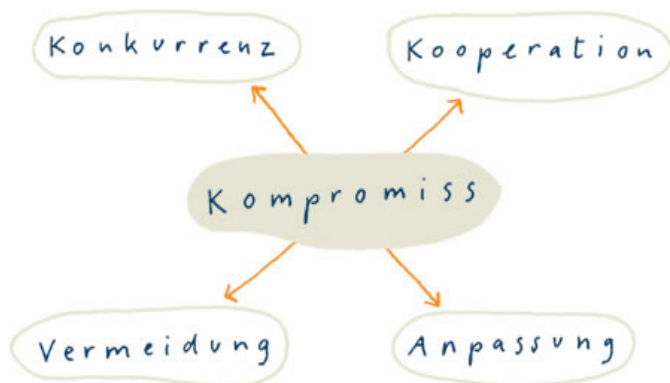 Konkurrenz
Kooperation
Kompromiss
Vermeidung
Anpassung